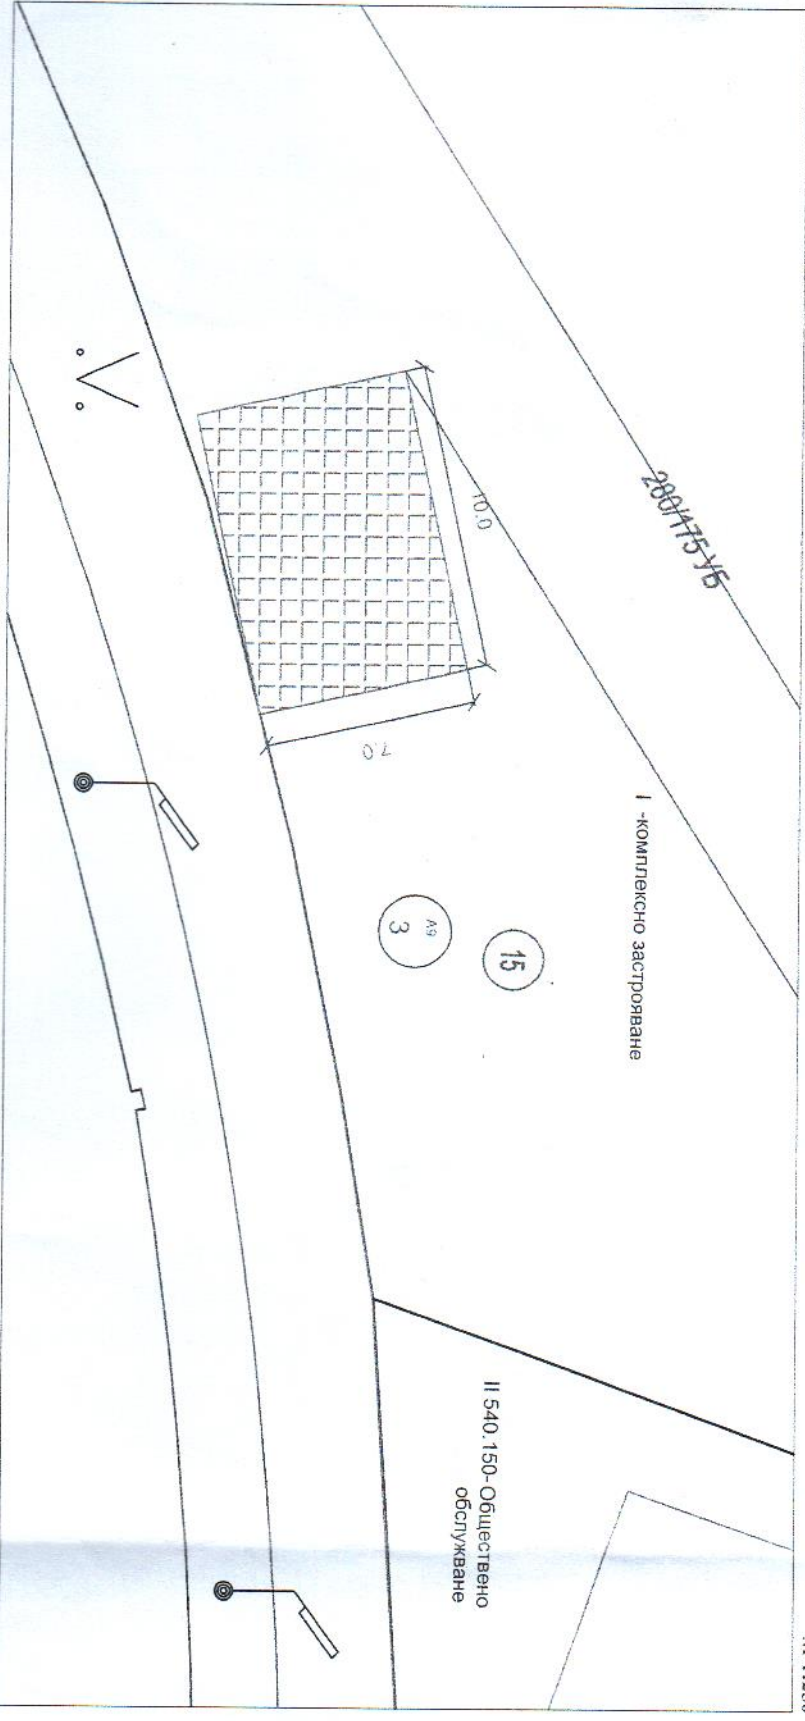 280/175 УБ
10.0
7.0
I -комплексно застрояване
15
А9
3
II 540.150-Обществено
обслужване